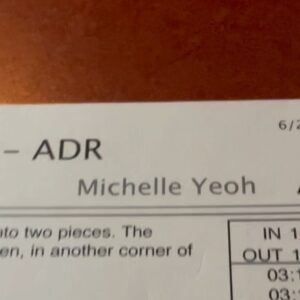 6/2
– ADR
Michelle Yeoh
to two pieces. The
en, in another corner of
IN 1
OUT 1
03:1
03: